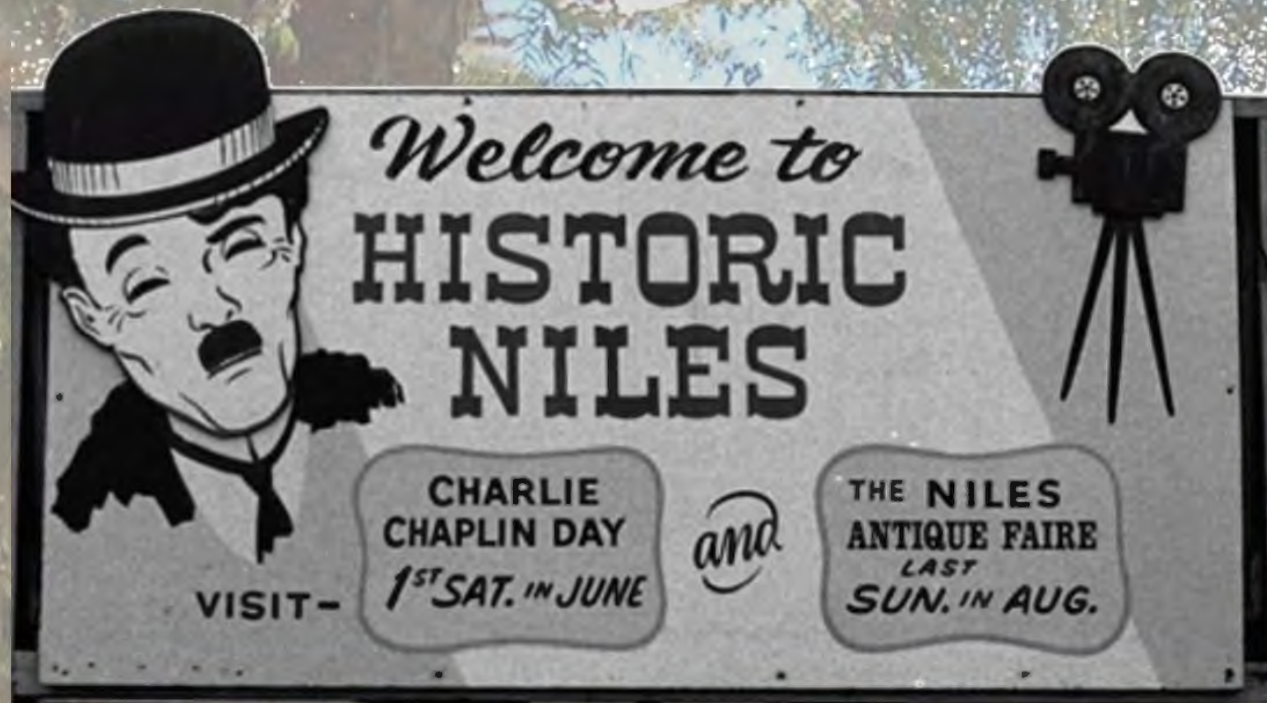 Welcome to
HISTORIC
NILES
VISIT-
CHARLIE
CHAPLIN DAY
1ST SAT. IN JUNE
and
THE NILES
ANTIQUE FAIRE
LAST
SUN. IN AUG.